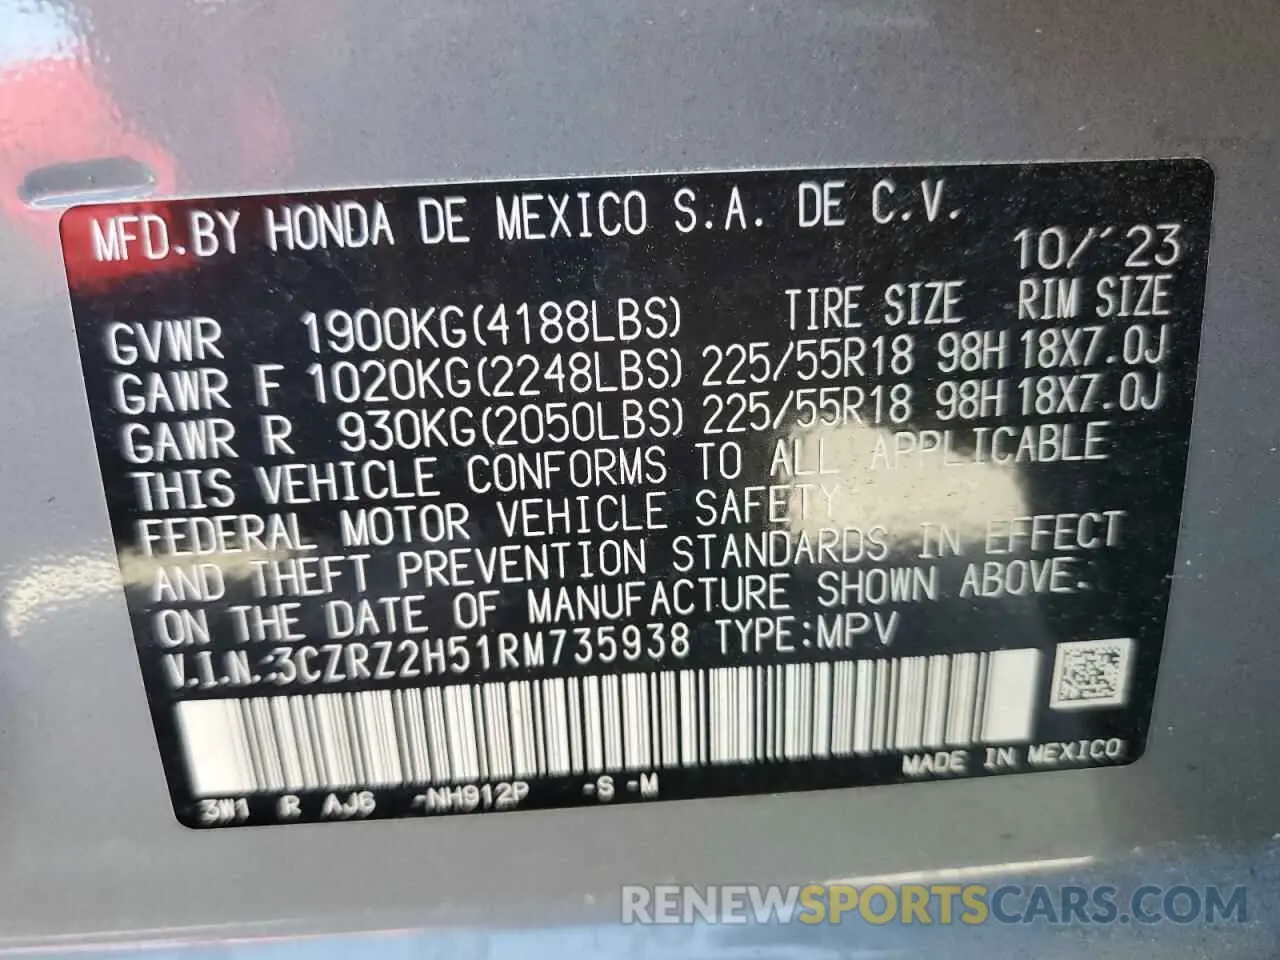 MFD.BY HONDA DE MEXICO S.A. DE C.V.
10/´23
TIRE SIZE RIM SIZE
GVWR 1900KG(4188LBS)
GAWR F 1020KG(2248LBS) 225/55R18 98H 18X7.0J
GAWR R 930KG(2050LBS) 225/55R18 98H 18X7.0J
THIS VEHICLE CONFORMS TO ALL APPLICABLE
FEDERAL MOTOR VEHICLE SAFETY
AND THEFT PREVENTION STANDARDS IN EFFECT
ON THE DATE OF MANUFACTURE SHOWN ABOVE.
V.I.N.:3CZRZ2H51RM735938 TYPE:MPV
MADE IN MEXICO
3W1 R AJ6 -NH912P -S -M
RENEWSPORTSCARS.COM